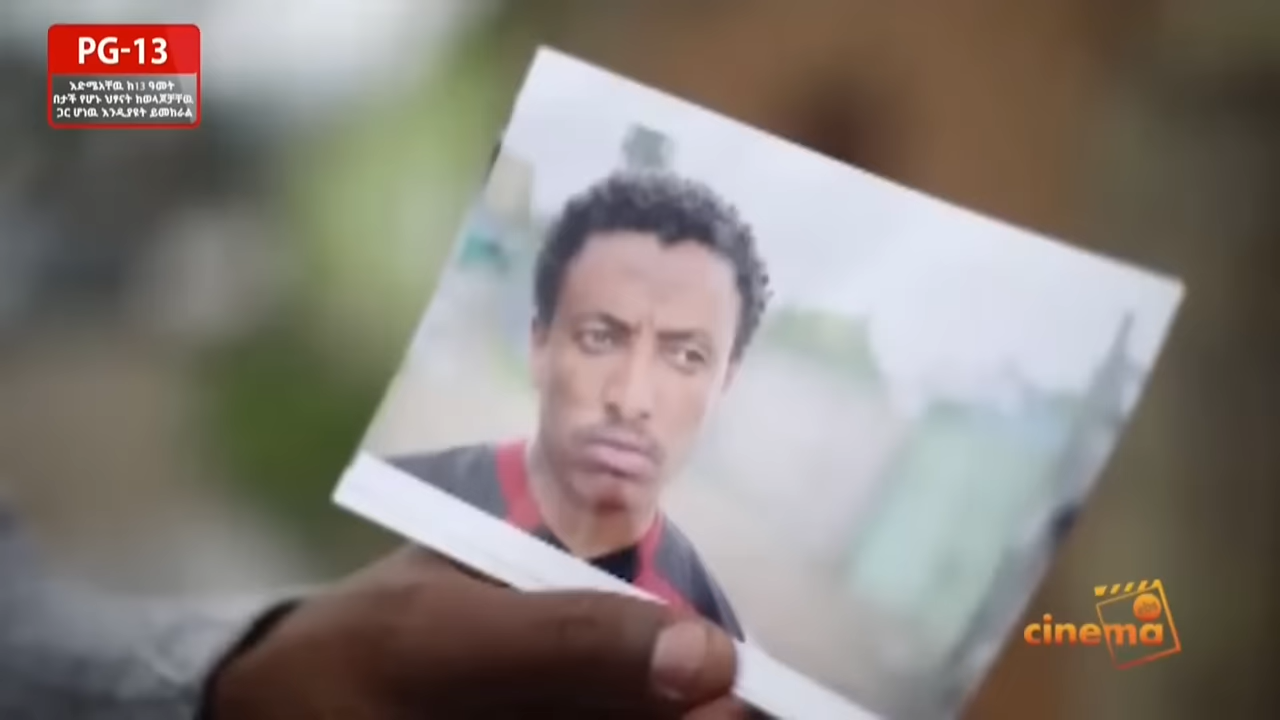 PG-13
እድሜአቸዉ ከ13 ዓመት
በታች የሆኑ ህፃናት ከወላጆቻቸዉ
ጋር ሆነዉ እንዲያዩት ይመከራል
cinema